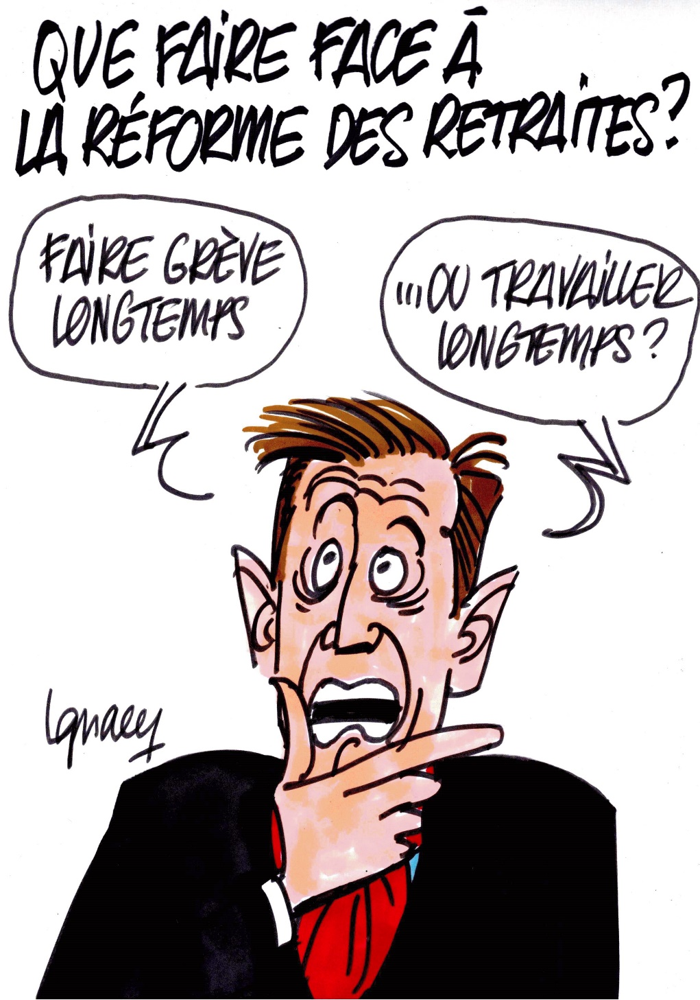 QUE FAIRE FACE À
LA RÉFORME DES RETRAITES?
FAIRE GRÈVE
LONGTEMPS
...OU TRAVAILLER
LONGTEMPS?
Ignace